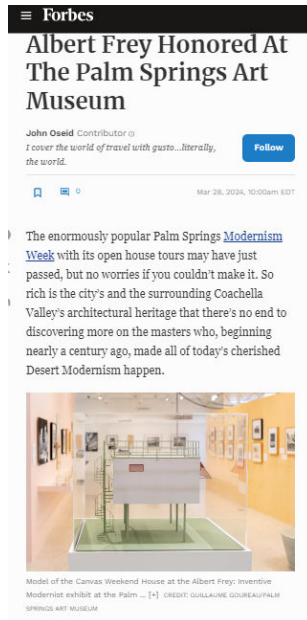 Forbes
Albert Frey Honored At
The Palm Springs Art
Museum
John Oseid Contributor
I cover the world of travel with gusto...literally,
the world.
Follow
0
Mar 28, 2024, 10:00am EDT
The enormously popular Palm Springs Modernism
Week with its open house tours may have just
passed, but no worries if you couldn't make it. So
rich is the city's and the surrounding Coachella
Valley's architectural heritage that there's no end to
discovering more on the masters who, beginning
nearly a century ago, made all of today's cherished
Desert Modernism happen.
Model of the Canvas Weekend House at the Albert Frey: Inventive
Modernist exhibit at the Palm ... [+] CREDIT: GUILLAUME GOUREAU/PALM
SPRINGS ART MUSEUM